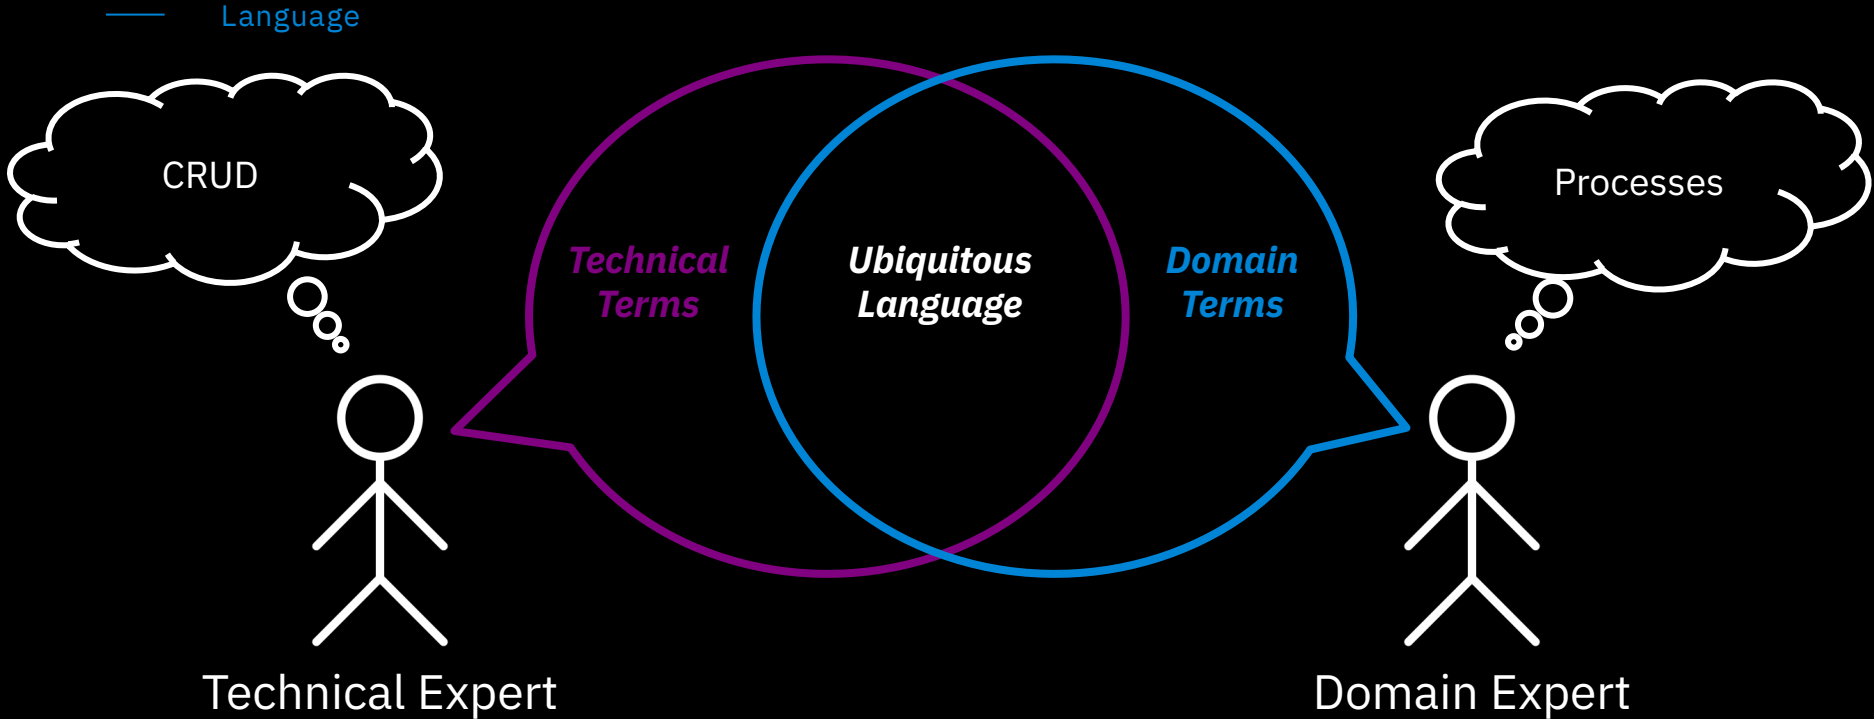 Language
CRUD
Processes
Technical
Terms
Ubiquitous
Language
Domain
Terms
Technical Expert
Domain Expert